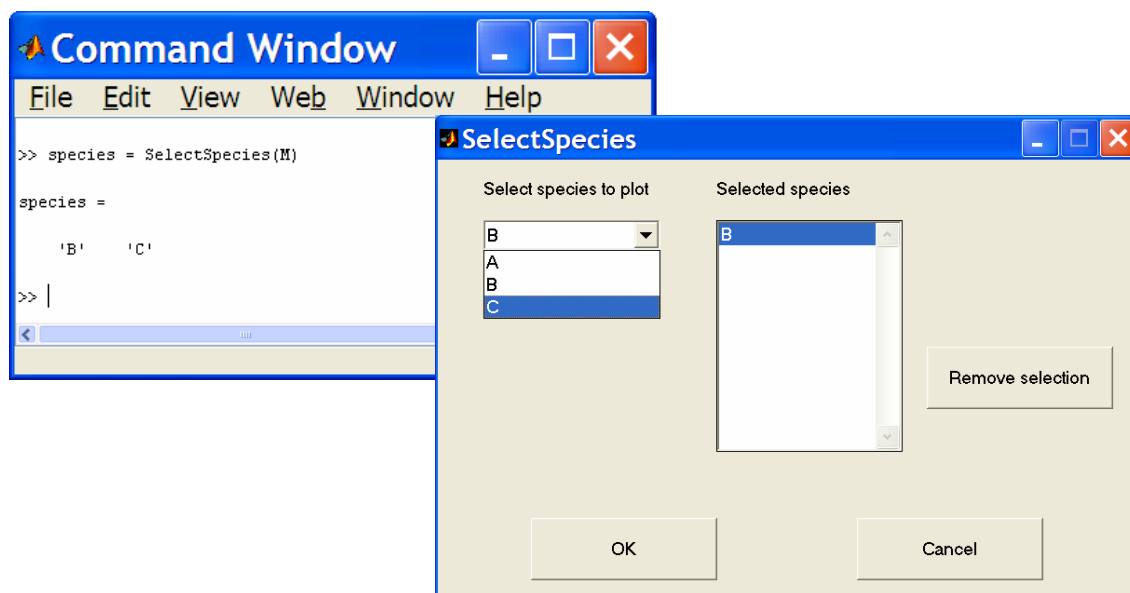 Command Window
File Edit View Web Window Help
>> species = SelectSpecies(M)
species =
'B' 'C'
>>
SelectSpecies
Select species to plot
Selected species
B
A
B
C
B
Remove selection
OK
Cancel